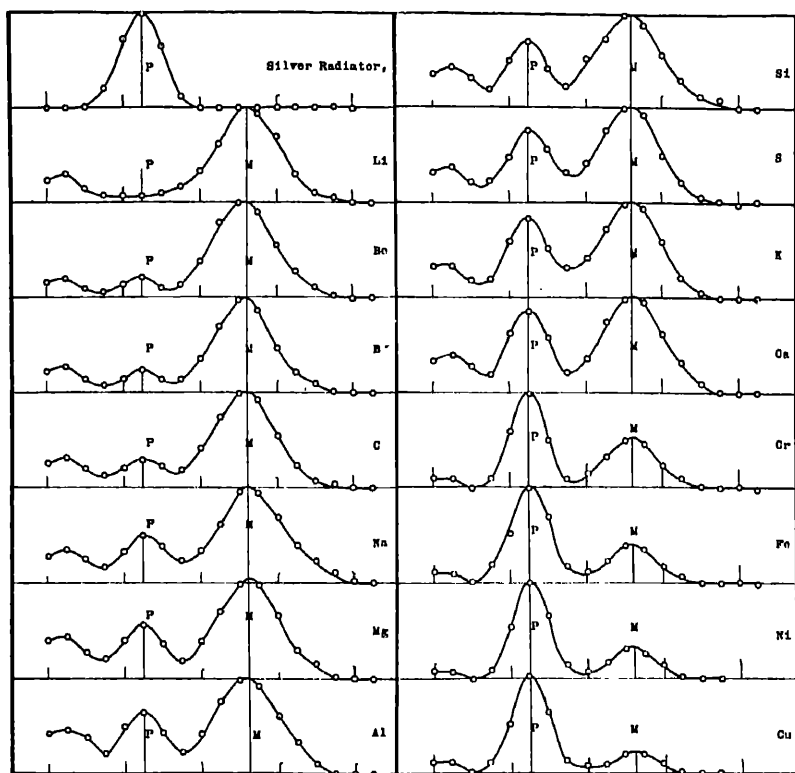 P
Silver Radiator,
P M Li
P M Be
P M B
P M C
P M Na
P M Mg
P M Al
P M Si
P M S
P M K
P M Ca
P M Cr
P M Fe
P M Ni
P M Cu